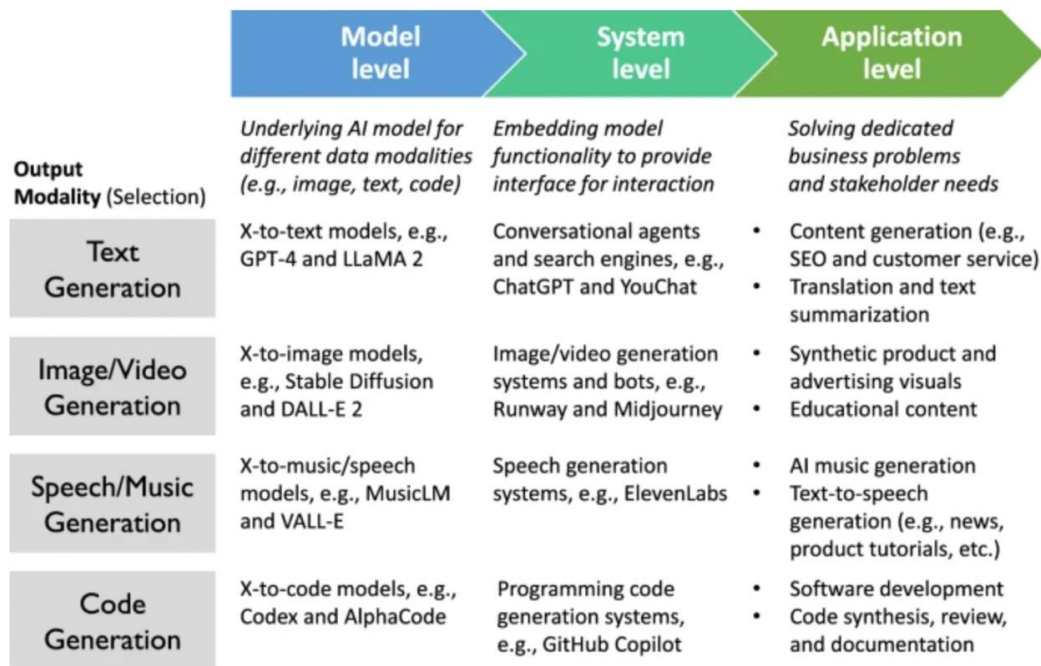 Model
level
System
level
Application
level
Underlying AI model for
different data modalities
(e.g., image, text, code)
Embedding model
functionality to provide
interface for interaction
Solving dedicated
business problems
and stakeholder needs
Output
Modality (Selection)
Text
Generation
X-to-text models, e.g.,
GPT-4 and LLaMA 2
Conversational agents
and search engines, e.g.,
ChatGPT and YouChat
• Content generation (e.g.,
SEO and customer service)
• Translation and text
summarization
Image/Video
Generation
X-to-image models,
e.g., Stable Diffusion
and DALL-E 2
Image/video generation
systems and bots, e.g.,
Runway and Midjourney
• Synthetic product and
advertising visuals
• Educational content
Speech/Music
Generation
X-to-music/speech
models, e.g., MusicLM
and VALL-E
Speech generation
systems, e.g., ElevenLabs
• AI music generation
• Text-to-speech
generation (e.g., news,
product tutorials, etc.)
Code
Generation
X-to-code models, e.g.,
Codex and AlphaCode
Programming code
generation systems,
e.g., GitHub Copilot
• Software development
• Code synthesis, review,
and documentation